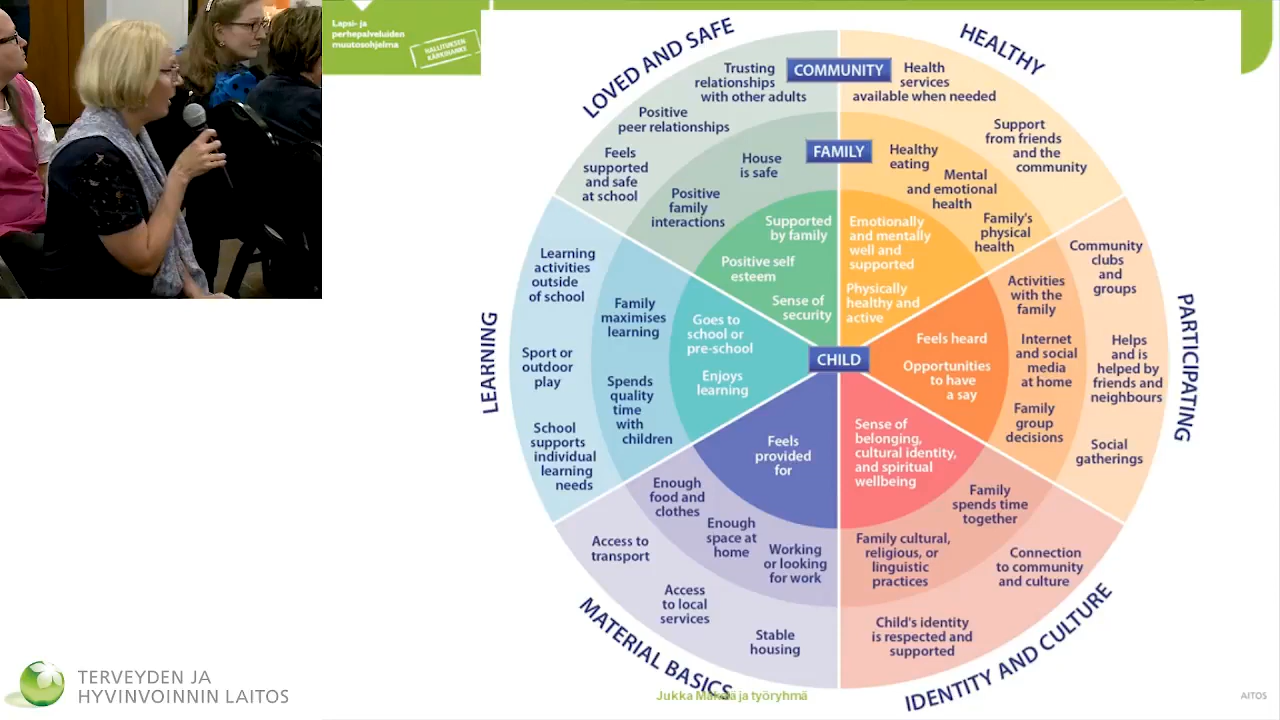 Lapsi- ja
perhepalveluiden
muutosohjelma
HALLITUKSEN
KÄRKIHANKE
LOVED AND SAFE
HEALTHY
PARTICIPATING
IDENTITY AND CULTURE
MATERIAL BASICS
LEARNING
COMMUNITY
FAMILY
CHILD
Trusting
relationships
with other adults
Positive
peer relationships
Feels
supported
and safe
at school
House
is safe
Positive
family
interactions
Supported
by family
Positive self
esteem
Sense of
security
Health
services
available when needed
Support
from friends
and the
community
Healthy
eating
Mental
and emotional
health
Family's
physical
health
Emotionally
and mentally
well and
supported
Physically
healthy and
active
Community
clubs
and
groups
Helps
and is
helped by
friends and
neighbours
Social
gatherings
Activities
with the
family
Internet
and social
media
at home
Family
group
decisions
Feels heard
Opportunities
to have
a say
Sense of
belonging,
cultural identity,
and spiritual
wellbeing
Family
spends time
together
Family cultural,
religious, or
linguistic
practices
Connection
to community
and culture
Child's identity
is respected and
supported
Feels
provided
for
Enough
food and
clothes
Enough
space at
home
Working
or looking
for work
Access to
transport
Access
to local
services
Stable
housing
Goes to
school or
pre-school
Enjoys
learning
Family
maximises
learning
Spends
quality
time
with
children
Learning
activities
outside
of school
Sport or
outdoor
play
School
supports
individual
learning
needs
TERVEYDEN JA
HYVINVOINNIN LAITOS
Jukka Mäkelä ja työryhmä
AITOS